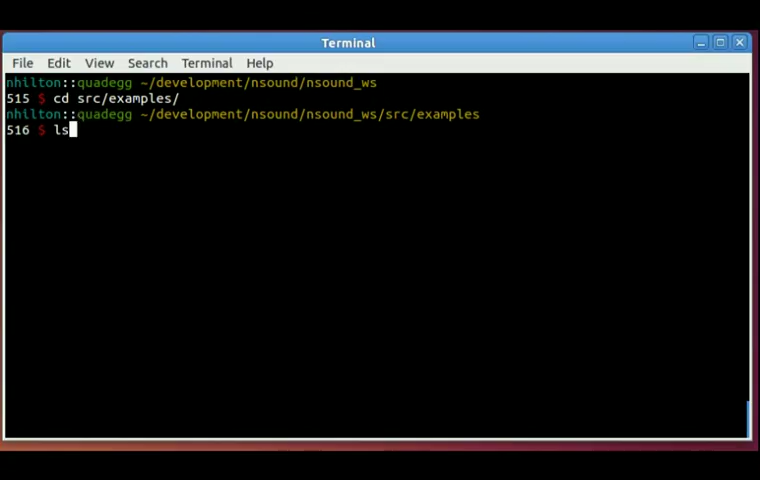 Terminal
File Edit View Search Terminal Help
nhilton::quadegg ~/development/nsound/nsound_ws
515 $ cd src/examples/
nhilton::quadegg ~/development/nsound/nsound_ws/src/examples
516 $ ls